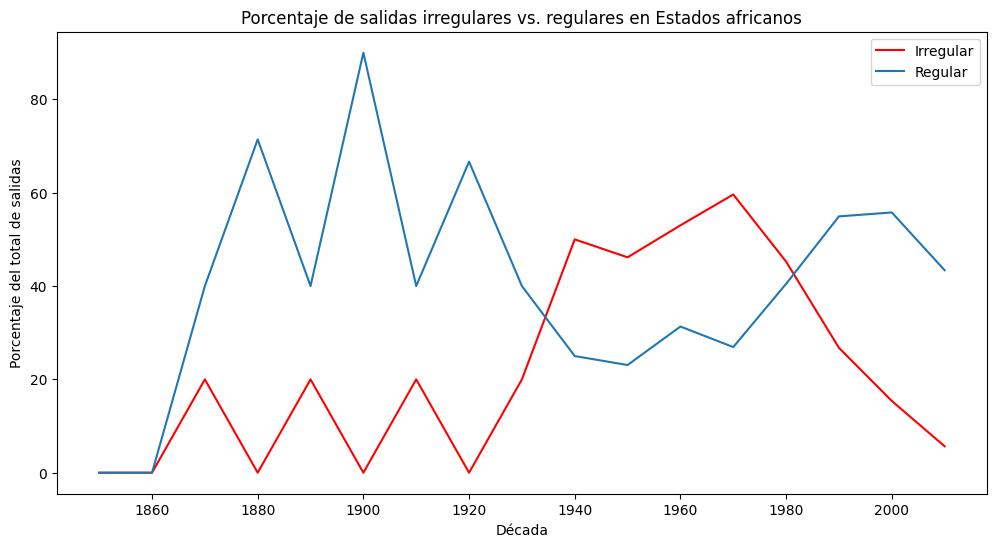 Porcentaje de salidas irregulares vs. regulares en Estados africanos
Irregular
Regular
Porcentaje del total de salidas
80
60
40
20
0
1860 1880 1900 1920 1940 1960 1980 2000
Década